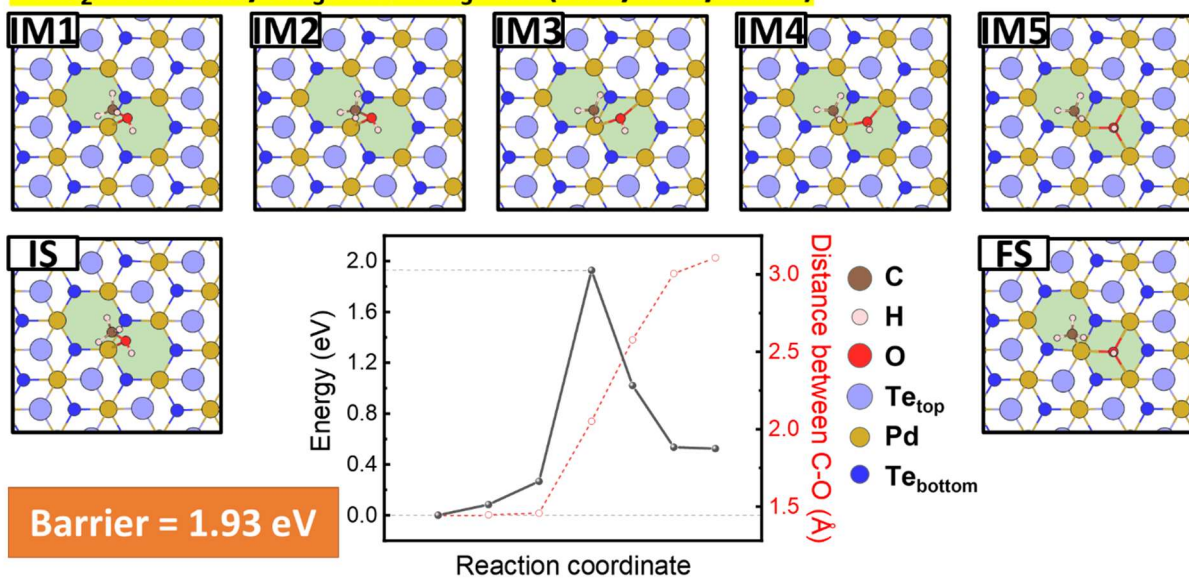 IM1
IM2
IM3
IM4
IM5
IS
FS
2.0
1.6
1.2
0.8
0.4
0.0
Energy (eV)
3.0
2.5
2.0
1.5
Distance between C-O (Å)
Reaction coordinate
C
H
O
Te_top
Pd
Te_bottom
Barrier = 1.93 eV